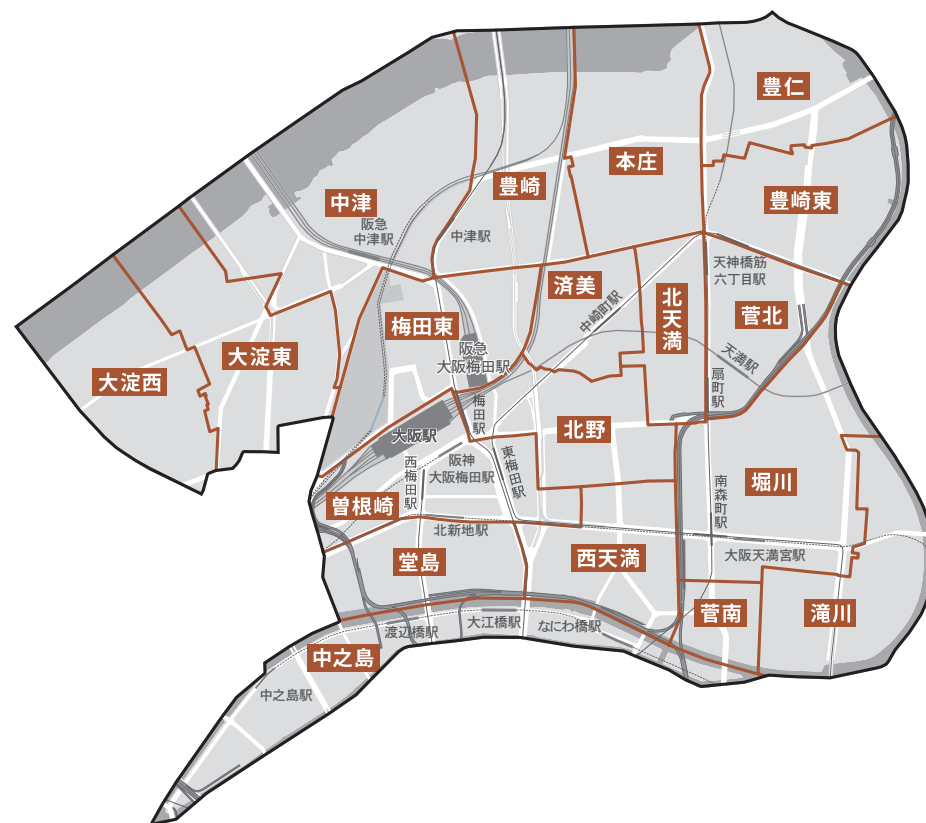 豊仁
本庄
豊崎
豊崎東
中津
阪急
中津駅
中津駅
天神橋筋
六丁目駅
済美
北天満
中崎町駅
菅北
梅田東
阪急
大阪梅田駅
大淀東
大淀西
天満駅
扇町駅
梅田駅
大阪駅
北野
東梅田駅
阪神
大阪梅田駅
西梅田駅
堀川
南森町駅
曽根崎
北新地駅
大阪天満宮駅
堂島
西天満
菅南
滝川
大江橋駅
なにわ橋駅
渡辺橋駅
中之島
中之島駅